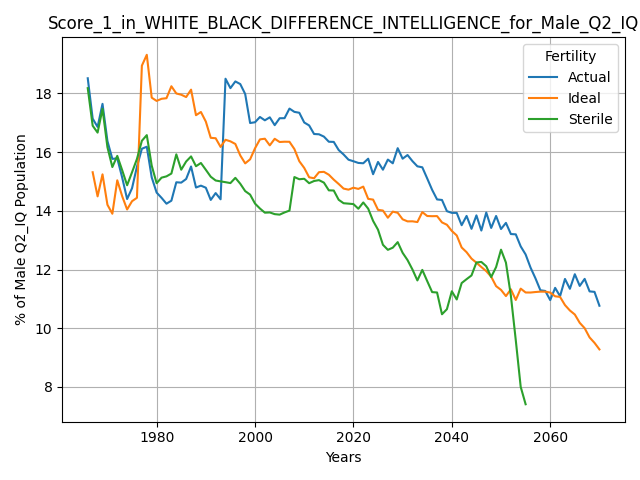 Score_1_in_WHITE_BLACK_DIFFERENCE_INTELLIGENCE_for_Male_Q2_IQ
Fertility
Actual
Ideal
Sterile
% of Male Q2_IQ Population
18
16
14
12
10
8
1980
2000
2020
2040
2060
Years